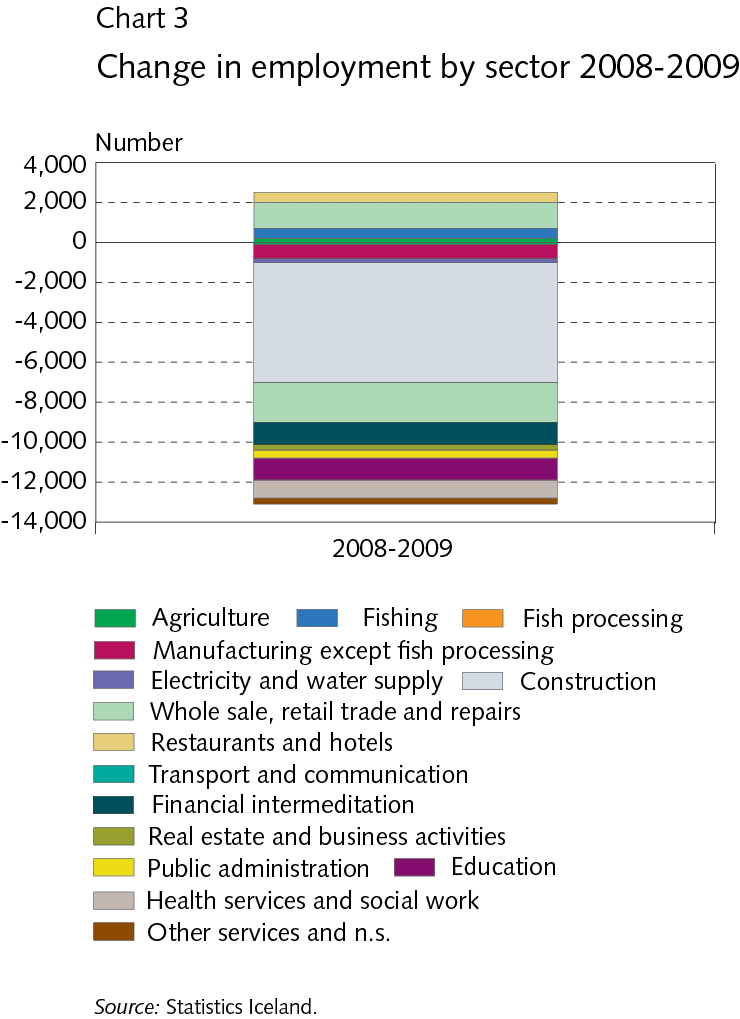 Chart 3
Change in employment by sector 2008-2009
Number
4,000
2,000
0
-2,000
-4,000
-6,000
-8,000
-10,000
-12,000
-14,000
2008-2009
Agriculture Fishing Fish processing
Manufacturing except fish processing
Electricity and water supply Construction
Whole sale, retail trade and repairs
Restaurants and hotels
Transport and communication
Financial intermeditation
Real estate and business activities
Public administration Education
Health services and social work
Other services and n.s.
Source: Statistics Iceland.